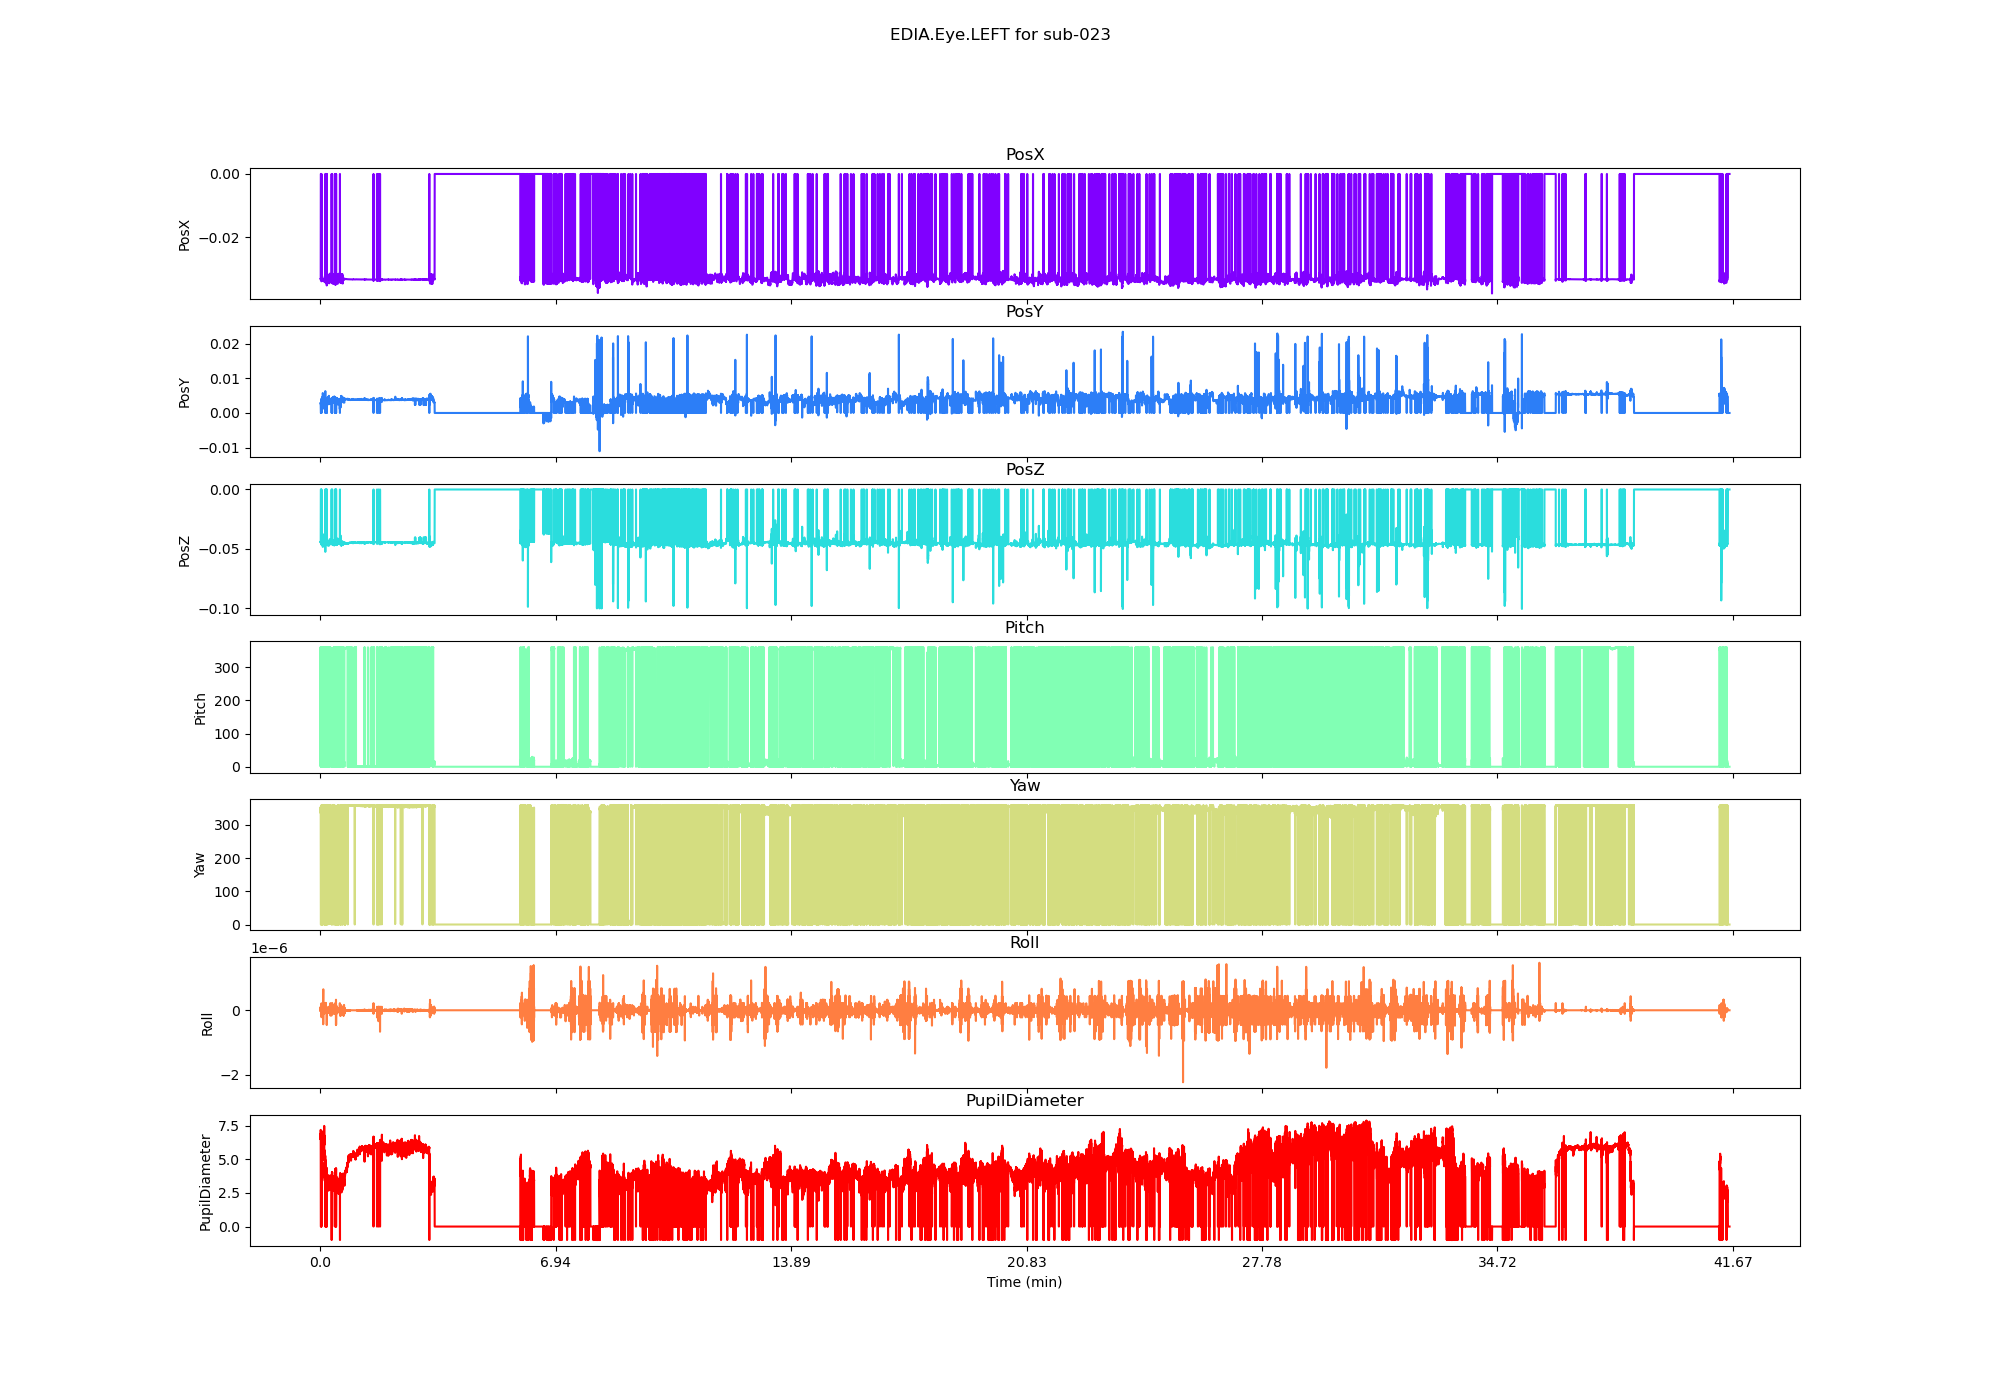 EDIA.Eye.LEFT for sub-023
PosX
0.00
−0.02
PosX
PosY
0.02
0.01
0.00
−0.01
PosY
PosZ
0.00
−0.05
−0.10
PosZ
Pitch
300
200
100
0
Pitch
Yaw
300
200
100
0
Yaw
1e−6
Roll
0
−2
Roll
PupilDiameter
7.5
5.0
2.5
0.0
PupilDiameter
0.0 6.94 13.89 20.83 27.78 34.72 41.67
Time (min)